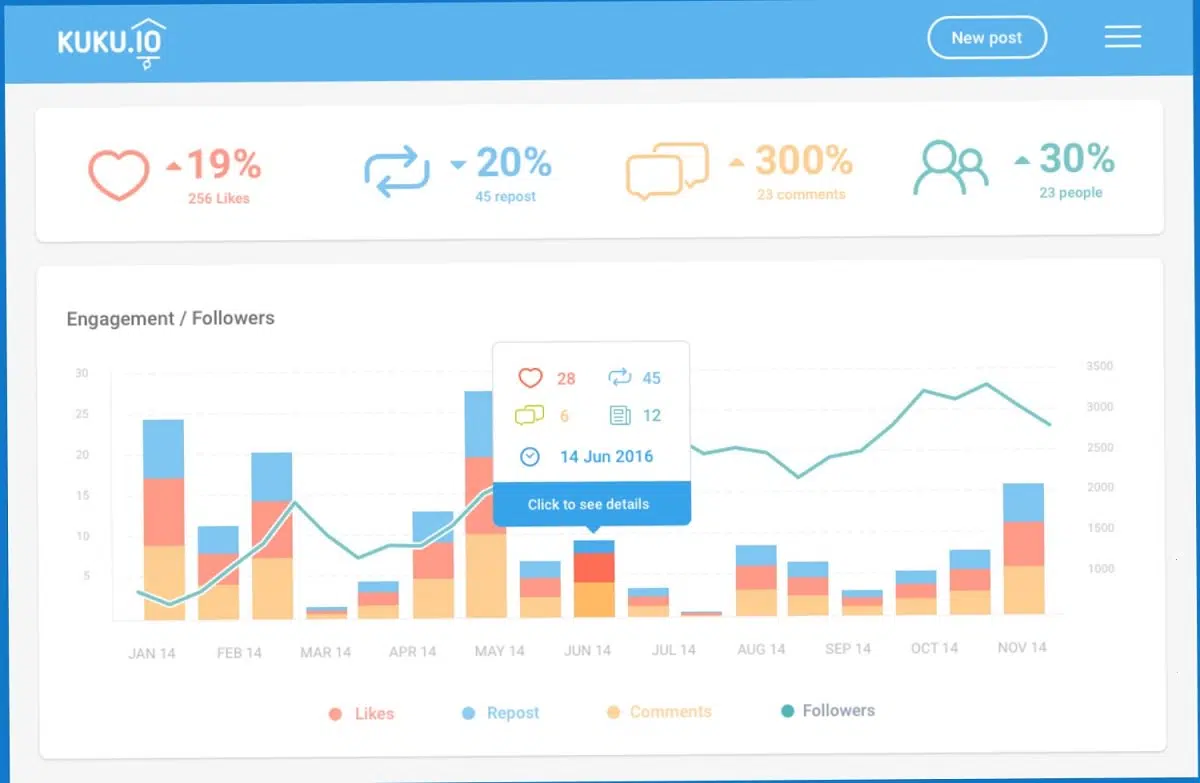 KUKU.IO
New post
19%
256 Likes
20%
45 repost
300%
23 comments
30%
23 people
Engagement / Followers
30
25
20
15
10
5
28 45
6 12
14 Jun 2016
Click to see details
3500
3000
2500
2000
1500
1000
JAN 14 FEB 14 MAR 14 APR 14 MAY 14 JUN 14 JUL 14 AUG 14 SEP 14 OCT 14 NOV 14
Likes Repost Comments Followers